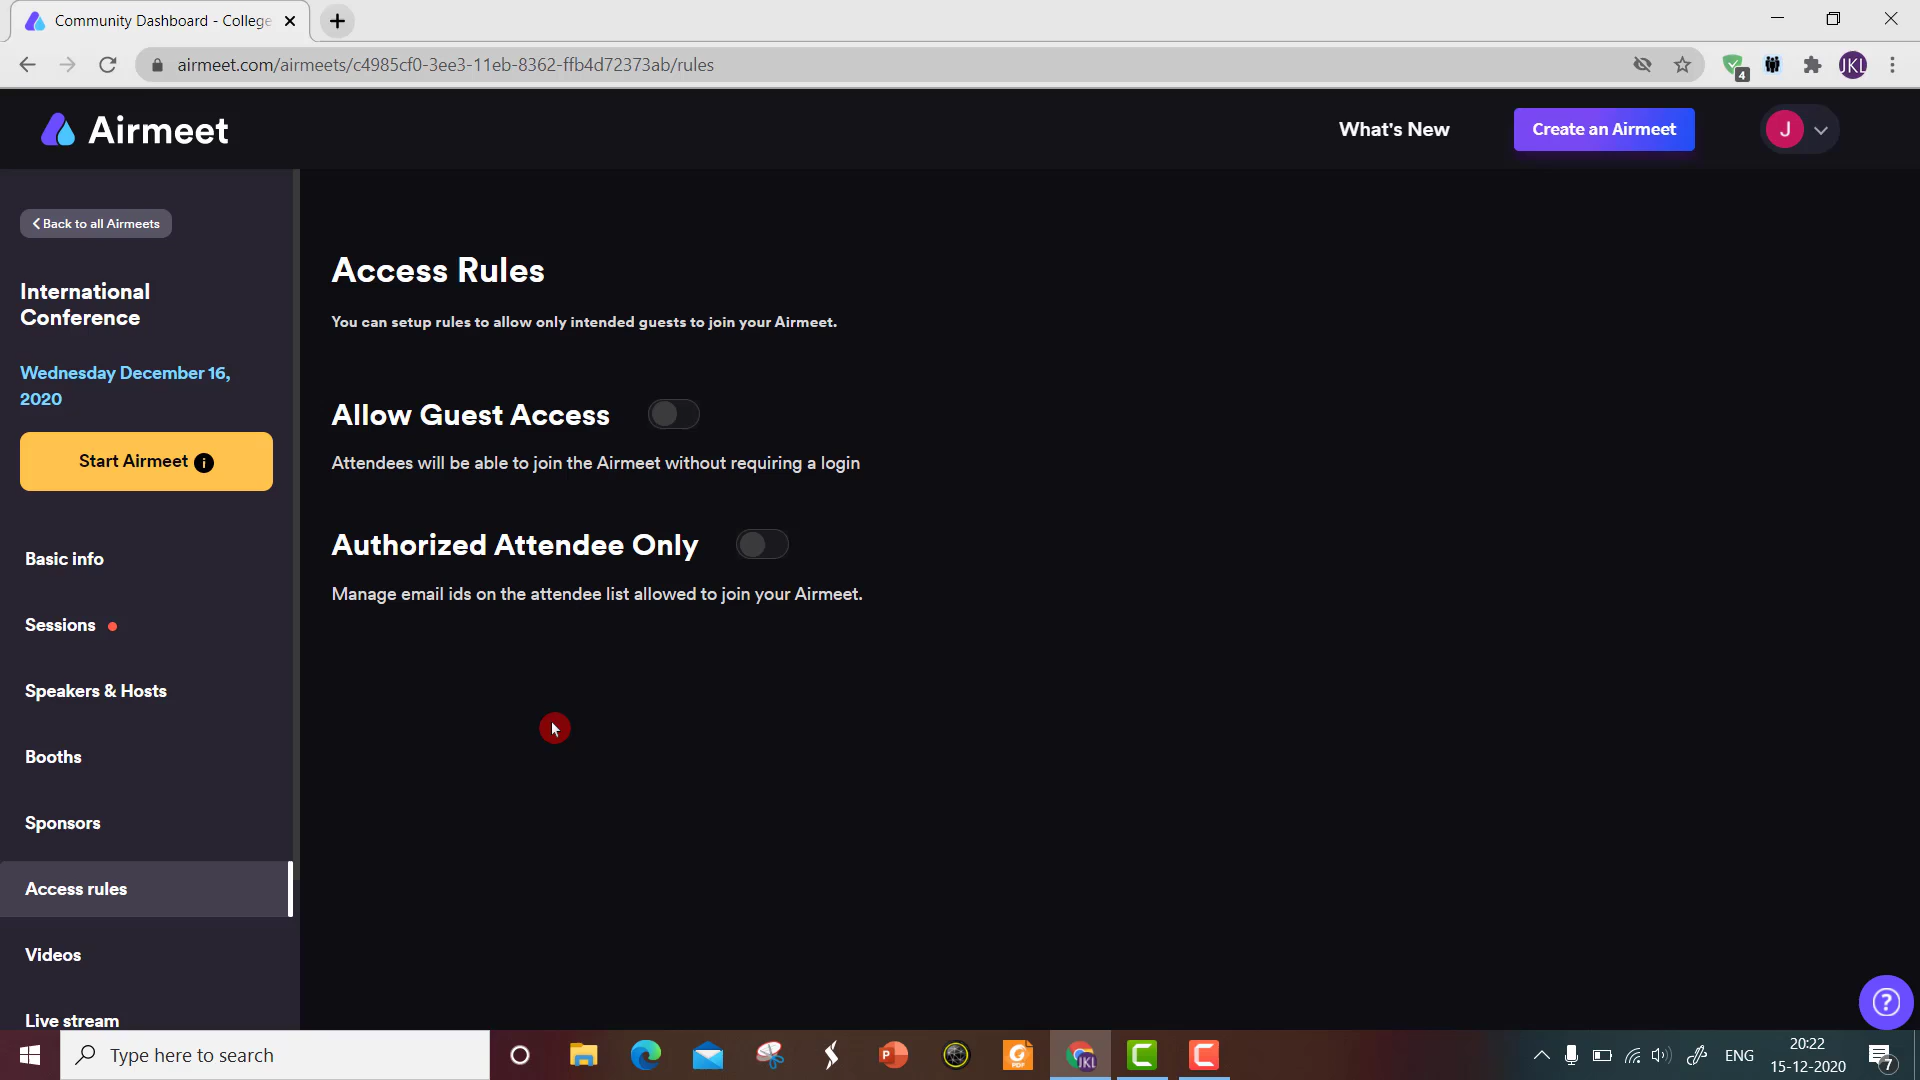 Community Dashboard - College
airmeet.com/airmeets/c4985cf0-3ee3-11eb-8362-ffb4d72373ab/rules
4
JKL
Airmeet
What's New
Create an Airmeet
J
Back to all Airmeets
International
Conference
Wednesday December 16,
2020
Start Airmeet i
Basic info
Sessions
Speakers & Hosts
Booths
Sponsors
Access rules
Videos
Live stream
Access Rules
You can setup rules to allow only intended guests to join your Airmeet.
Allow Guest Access
Attendees will be able to join the Airmeet without requiring a login
Authorized Attendee Only
Manage email ids on the attendee list allowed to join your Airmeet.
?
Type here to search
P
PDF
JKL
C
C
ENG
20:22
15-12-2020
7